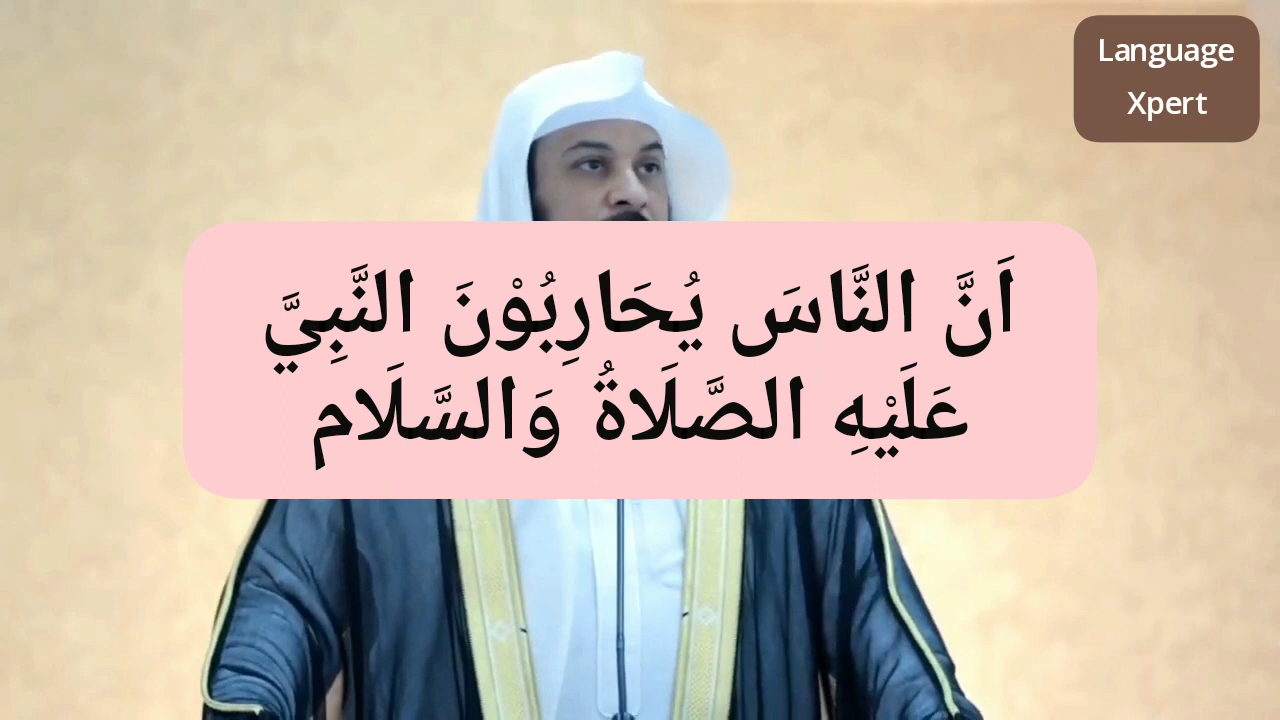 Language
Xpert
اَنَّ النَّاسَ يُحَارِبُوْنَ النَّبِيَّ
عَلَيْهِ الصَّلَاةُ وَالسَّلَام